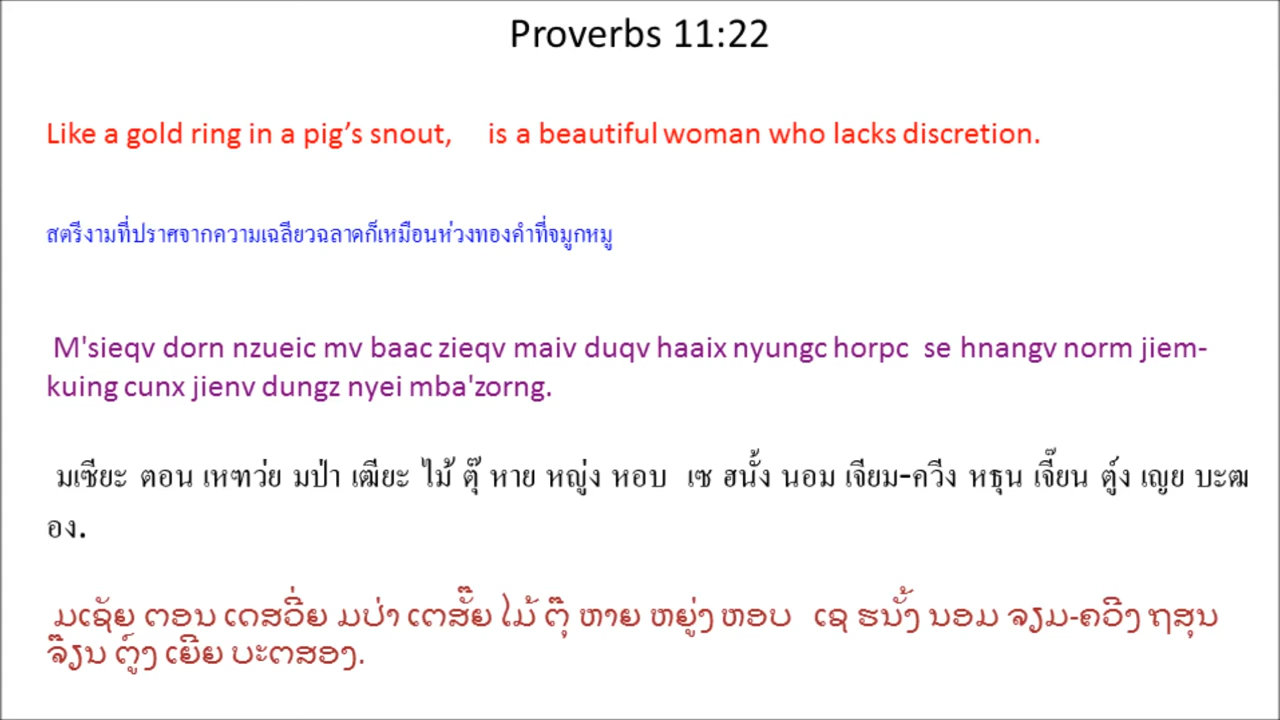 Proverbs 11:22
Like a gold ring in a pig’s snout, is a beautiful woman who lacks discretion.
สตรีงามที่ปราศจากความเฉลียวฉลาดก็เหมือนห่วงทองคำที่จมูกหมู
M'sieqv dorn nzueic mv baac zieqv maiv duqv haaix nyungc horpc se hnangv norm jiem-
kuing cunx jienv dungz nyei mba'zorng.
มเซียะ ตอน เหฑว่ย มป่า เฒียะ ไม้ ตุ๊ หาย หญู่ง หอบ เซ ฮนั้ง นอม เจียม-ควีง หธุน เจี๊ยน ตู์ง เญย บะฒ
อง.
ມເຊັຍ ຕອນ ເດສວີ່ຍ ມປ່າ ເຕສັ໊ຍ ໄມ້ ຕຸ໊ ຫາຍ ຫຍູ່ງ ຫອບ ເຊ ຮນັ້ງ ນອມ ຈຽມ-ຄວີງ ຖສຸນ
ຈ໊ຽນ ຕູ໌ງ ເຍີຍ ບະຕສອງ.